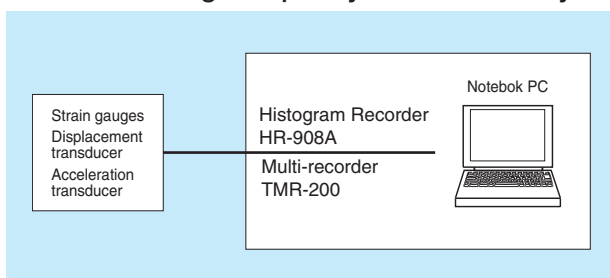 Strain gauges
Displacement
transducer
Acceleration
transducer
Histogram Recorder
HR-908A
Multi-recorder
TMR-200
Notebok PC